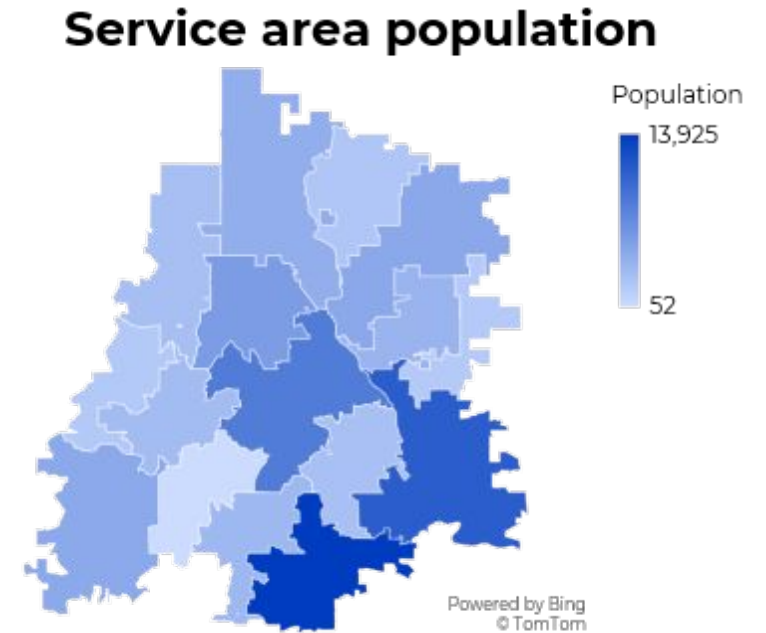 Service area population
Population
13,925
52
Powered by Bing
© TomTom